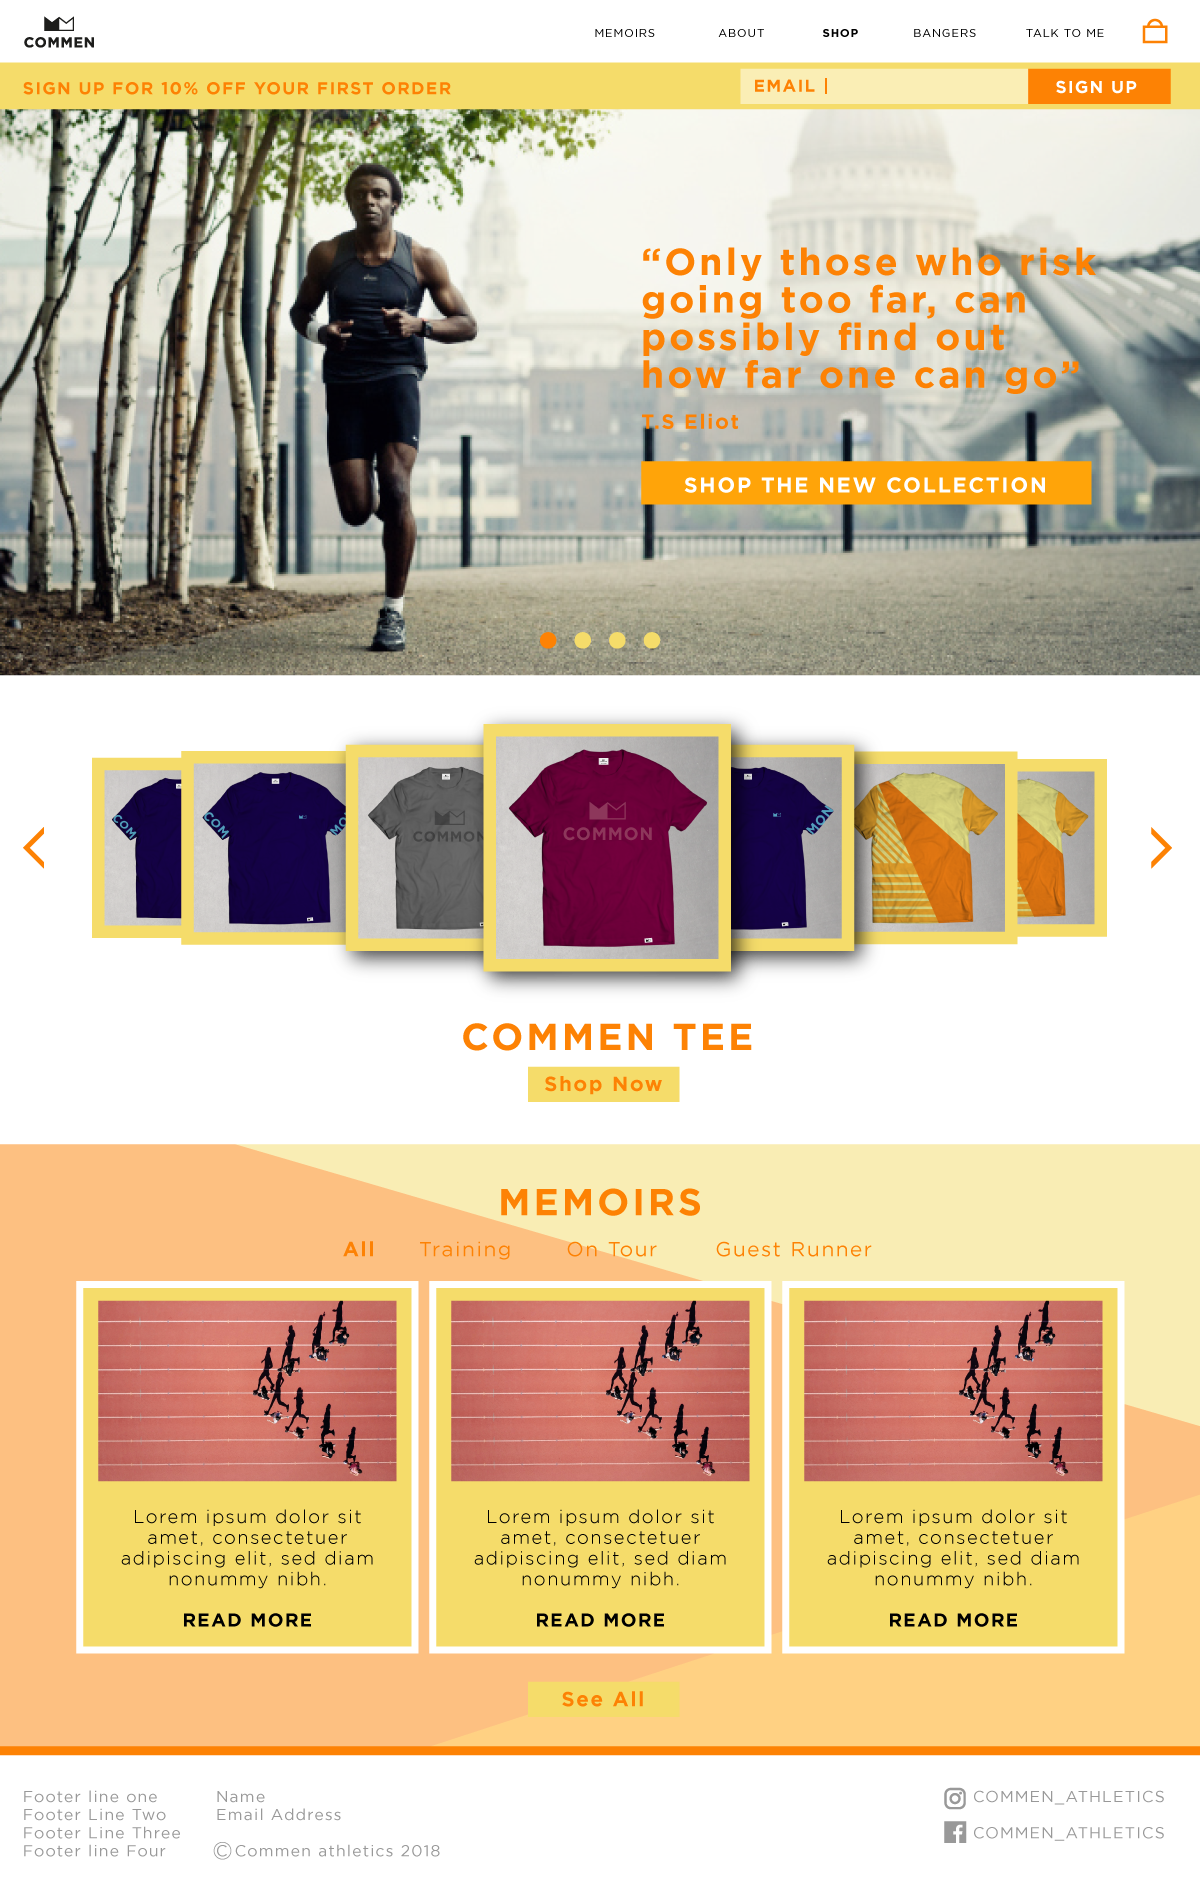 COMMEN
MEMOIRS
ABOUT
SHOP
BANGERS
TALK TO ME
SIGN UP FOR 10% OFF YOUR FIRST ORDER
EMAIL |
SIGN UP
“Only those who risk
going too far, can
possibly find out
how far one can go”
T.S Eliot
SHOP THE NEW COLLECTION
COM
COM
MON
COMMON
COMMON
MON
COMMEN TEE
Shop Now
MEMOIRS
All
Training
On Tour
Guest Runner
Lorem ipsum dolor sit
amet, consectetuer
adipiscing elit, sed diam
nonummy nibh.
READ MORE
Lorem ipsum dolor sit
amet, consectetuer
adipiscing elit, sed diam
nonummy nibh.
READ MORE
Lorem ipsum dolor sit
amet, consectetuer
adipiscing elit, sed diam
nonummy nibh.
READ MORE
See All
Footer line one
Footer Line Two
Footer Line Three
Footer line Four
Name
Email Address
©Commen athletics 2018
COMMEN_ATHLETICS
COMMEN_ATHLETICS